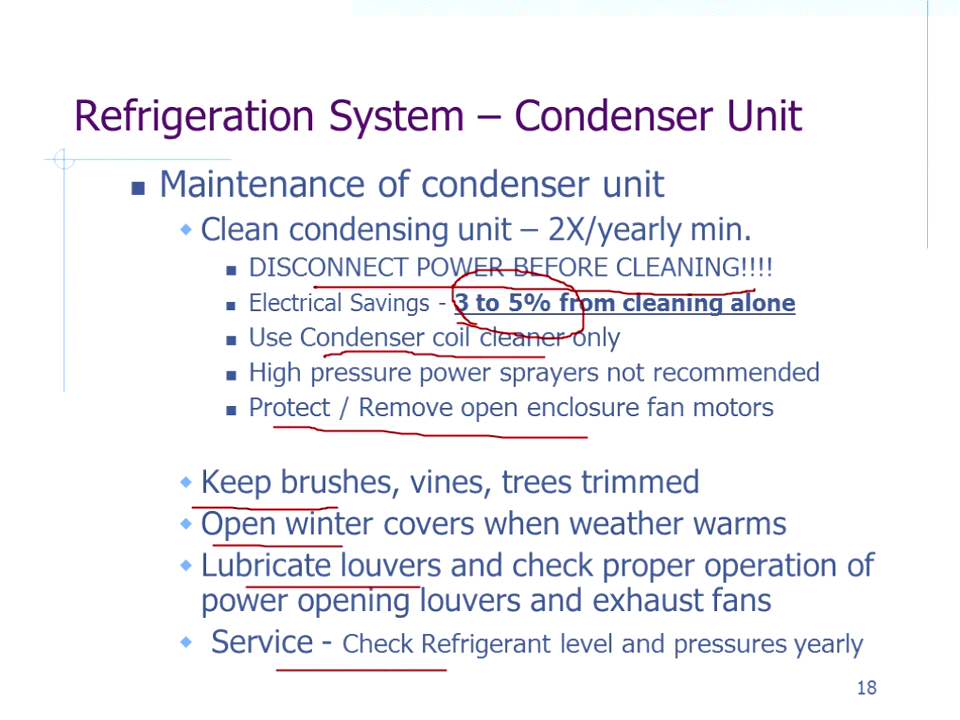 Refrigeration System – Condenser Unit
Maintenance of condenser unit
Clean condensing unit – 2X/yearly min.
DISCONNECT POWER BEFORE CLEANING!!!!
Electrical Savings - 3 to 5% from cleaning alone
Use Condenser coil cleaner only
High pressure power sprayers not recommended
Protect / Remove open enclosure fan motors
Keep brushes, vines, trees trimmed
Open winter covers when weather warms
Lubricate louvers and check proper operation of
power opening louvers and exhaust fans
Service - Check Refrigerant level and pressures yearly
18